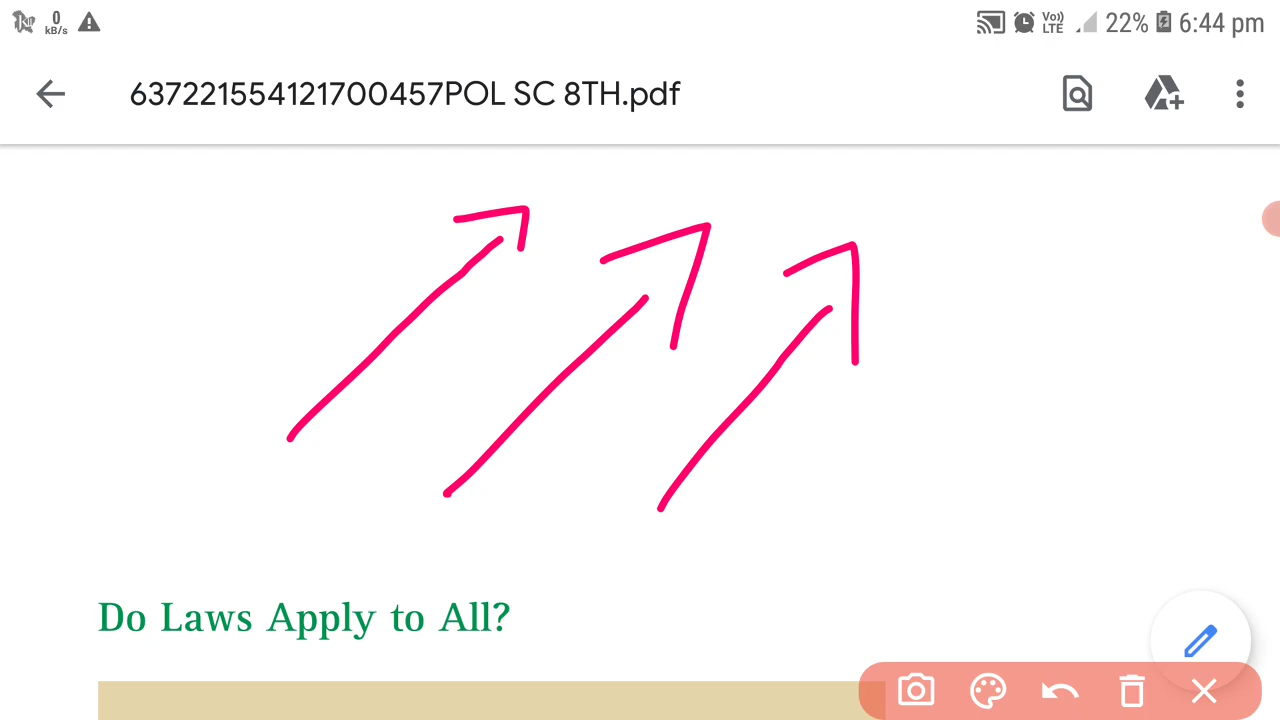 0
kB/s
Vo))
LTE
22%
6:44 pm
637221554121700457POL SC 8TH.pdf
Do Laws Apply to All?